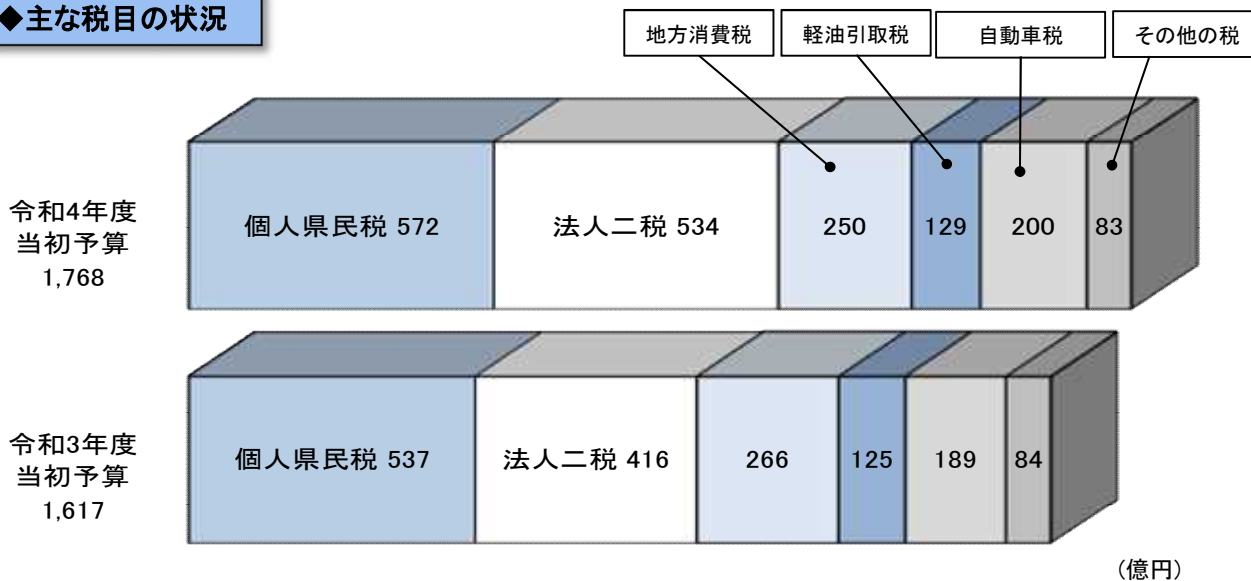 ◆主な税目の状況
地方消費税
軽油引取税
自動車税
その他の税
令和4年度
当初予算
1,768
個人県民税 572
法人二税 534
250
129
200
83
令和3年度
当初予算
1,617
個人県民税 537
法人二税 416
266
125
189
84
(億円)